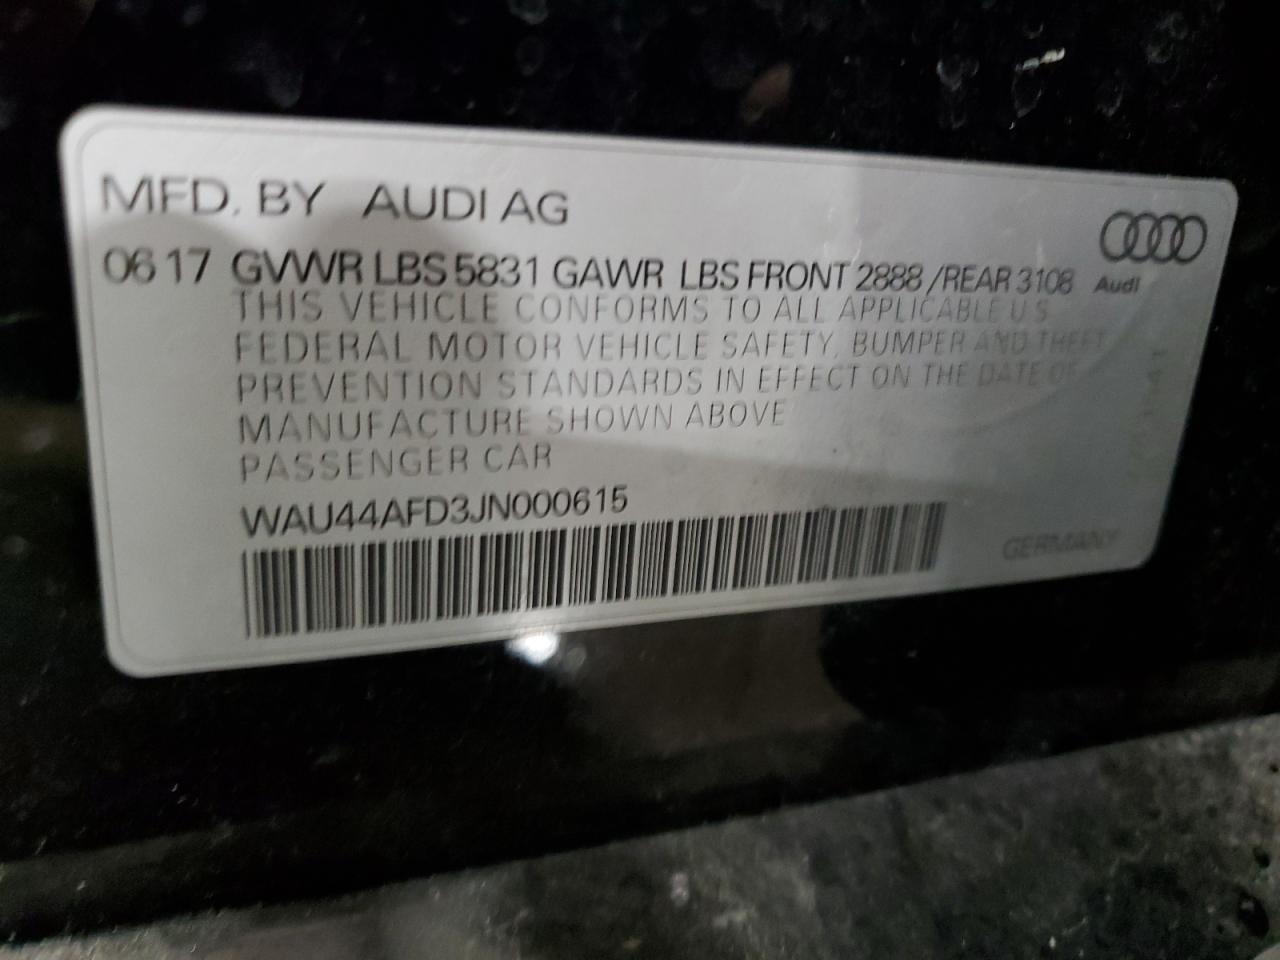 MFD. BY AUDI AG
0617 GVWR LBS 5831 GAWR LBS FRONT 2888 /REAR 3108
Audi
THIS VEHICLE CONFORMS TO ALL APPLICABLE U S
FEDERAL MOTOR VEHICLE SAFETY, BUMPER AND THEFT
PREVENTION STANDARDS IN EFFECT ON THE DATE OF
MANUFACTURE SHOWN ABOVE
PASSENGER CAR
WAU44AFD3JN000615
GERMANY